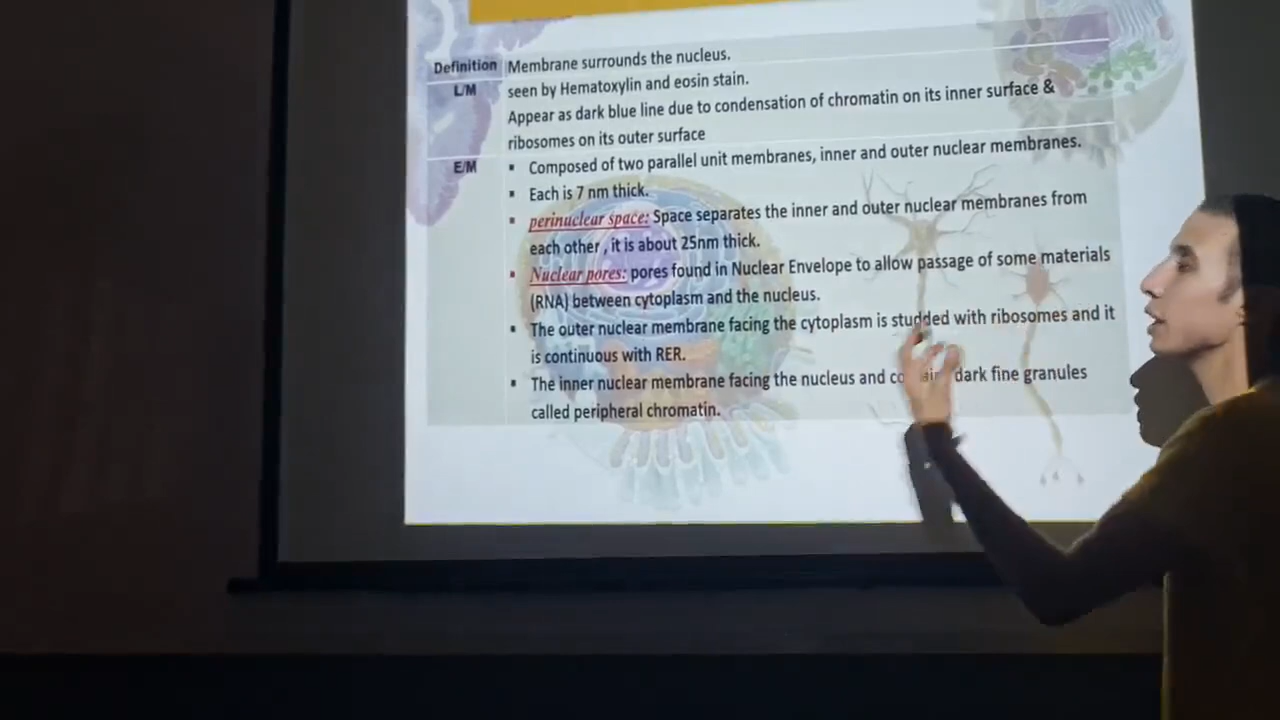 Definition Membrane surrounds the nucleus.
L/M seen by Hematoxylin and eosin stain.
Appear as dark blue line due to condensation of chromatin on its inner surface &
ribosomes on its outer surface
E/M ▪ Composed of two parallel unit membranes, inner and outer nuclear membranes.
▪ Each is 7 nm thick.
▪ perinuclear space: Space separates the inner and outer nuclear membranes from
each other , it is about 25nm thick.
▪ Nuclear pores: pores found in Nuclear Envelope to allow passage of some materials
(RNA) between cytoplasm and the nucleus.
▪ The outer nuclear membrane facing the cytoplasm is studded with ribosomes and it
is continuous with RER.
▪ The inner nuclear membrane facing the nucleus and dark fine granules
called peripheral chromatin.